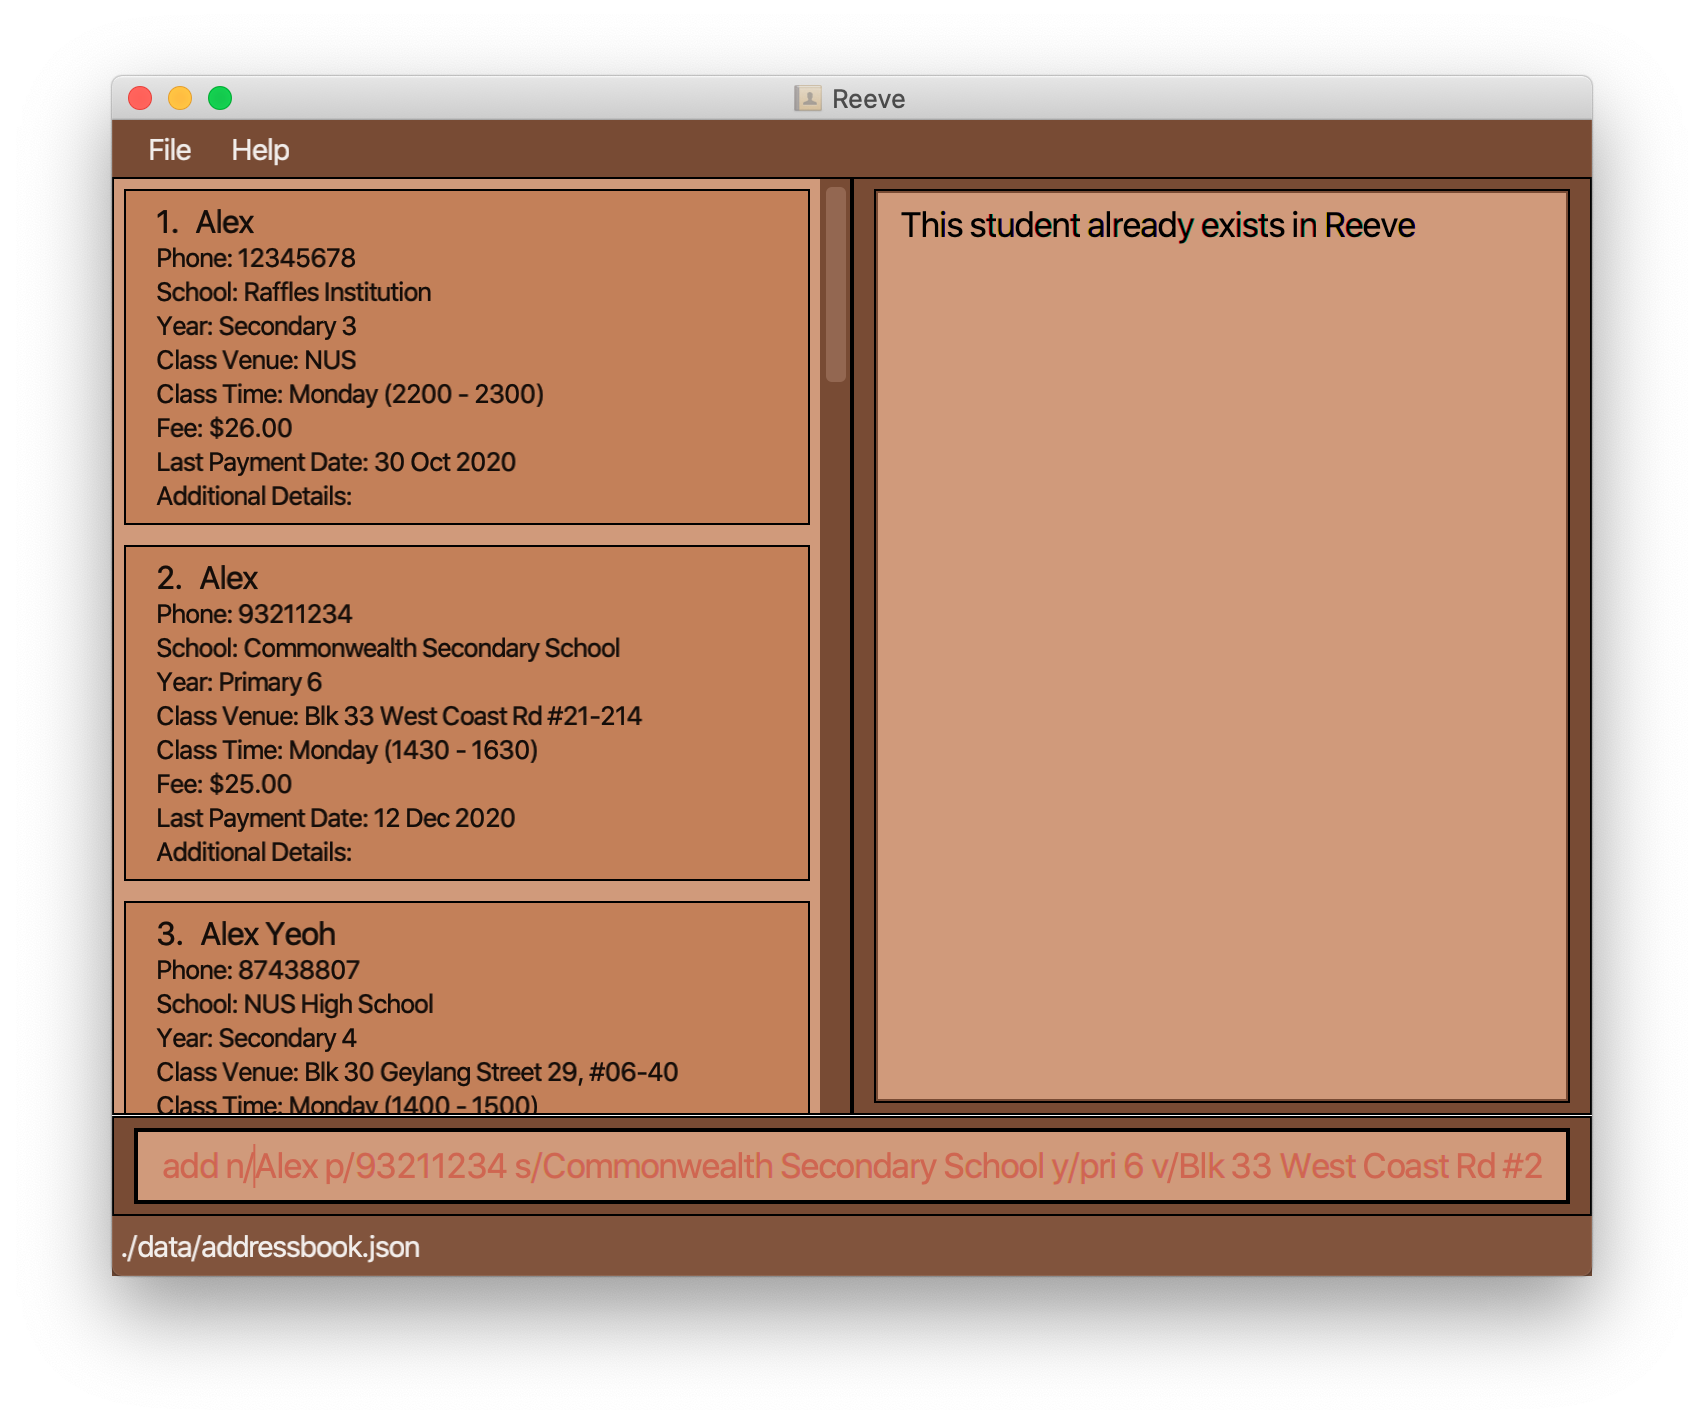 Reeve
File Help
1. Alex
Phone: 12345678
School: Raffles Institution
Year: Secondary 3
Class Venue: NUS
Class Time: Monday (2200 - 2300)
Fee: $26.00
Last Payment Date: 30 Oct 2020
Additional Details:
2. Alex
Phone: 93211234
School: Commonwealth Secondary School
Year: Primary 6
Class Venue: Blk 33 West Coast Rd #21-214
Class Time: Monday (1430 - 1630)
Fee: $25.00
Last Payment Date: 12 Dec 2020
Additional Details:
3. Alex Yeoh
Phone: 87438807
School: NUS High School
Year: Secondary 4
Class Venue: Blk 30 Geylang Street 29, #06-40
Class Time: Monday (1400 - 1500)
This student already exists in Reeve
add n/Alex p/93211234 s/Commonwealth Secondary School y/pri 6 v/Blk 33 West Coast Rd #2
./data/addressbook.json